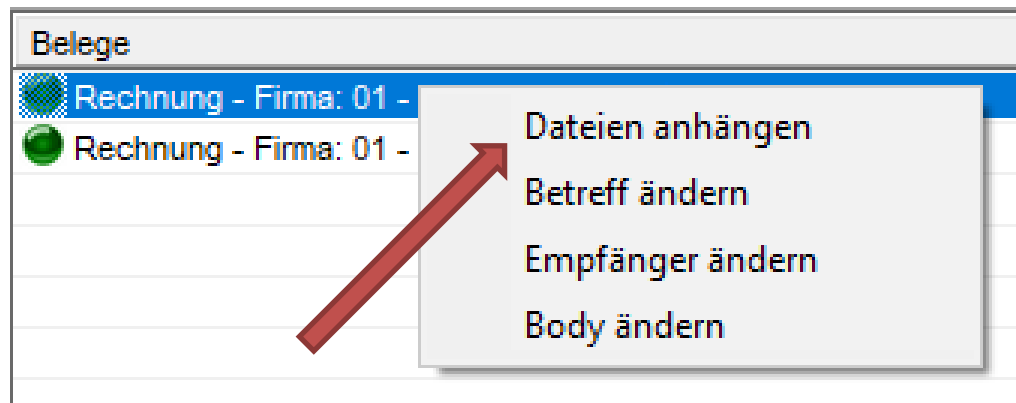 Belege
Rechnung - Firma: 01 -
Rechnung - Firma: 01 -
Dateien anhängen
Betreff ändern
Empfänger ändern
Body ändern